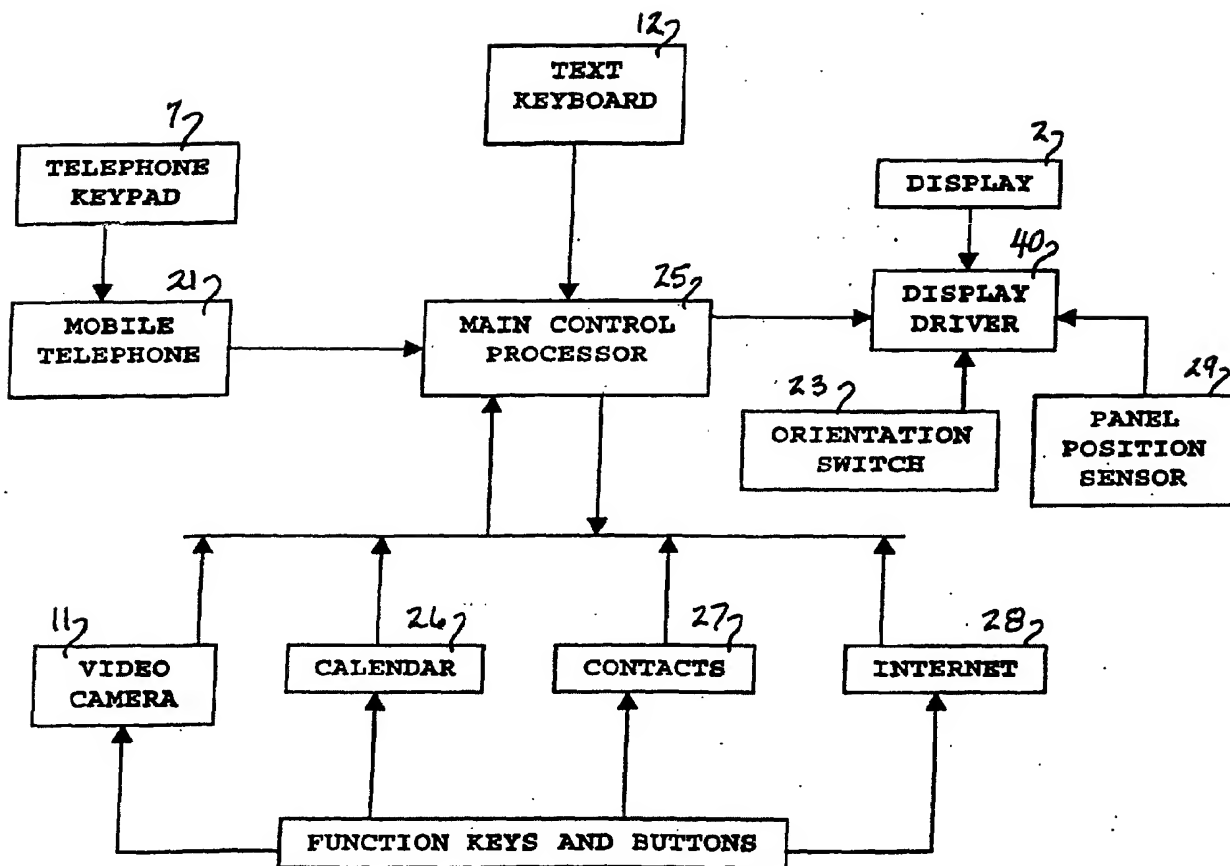 12
TEXT
KEYBOARD
7
TELEPHONE
KEYPAD
2
DISPLAY
21
MOBILE
TELEPHONE
25
MAIN CONTROL
PROCESSOR
40
DISPLAY
DRIVER
23
ORIENTATION
SWITCH
29
PANEL
POSITION
SENSOR
11
VIDEO
CAMERA
26
CALENDAR
27
CONTACTS
28
INTERNET
FUNCTION KEYS AND BUTTONS